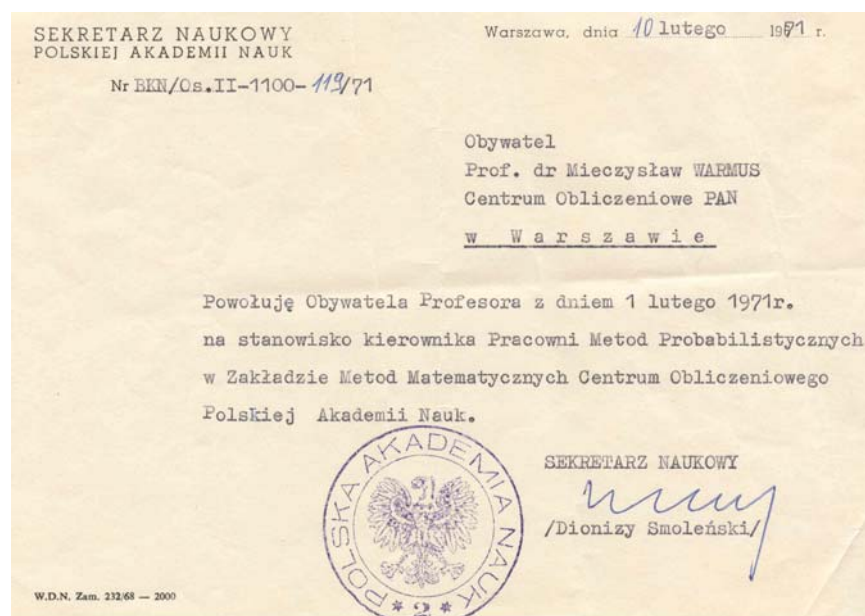 SEKRETARZ NAUKOWY
POLSKIEJ AKADEMII NAUK
Nr BKN/Os.II-1100-119/71
Warszawa, dnia 10 lutego 1971 r.
Obywatel
Prof. dr Mieczysław WARMUS
Centrum Obliczeniowe PAN
w Warszawie
Powołuję Obywatela Profesora z dniem 1 lutego 1971r.
na stanowisko kierownika Pracowni Metod Probabilistycznych
w Zakładzie Metod Matematycznych Centrum Obliczeniowego
Polskiej Akademii Nauk.
SEKRETARZ NAUKOWY
/Dionizy Smoleński/
POLSKA AKADEMIA NAUK
* 2 *
W.D.N. Zam. 232/68 — 2000